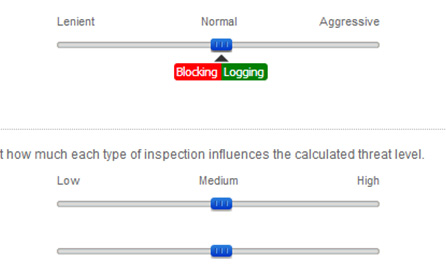 Lenient Normal Aggressive
Blocking Logging
t how much each type of inspection influences the calculated threat level.
Low Medium High